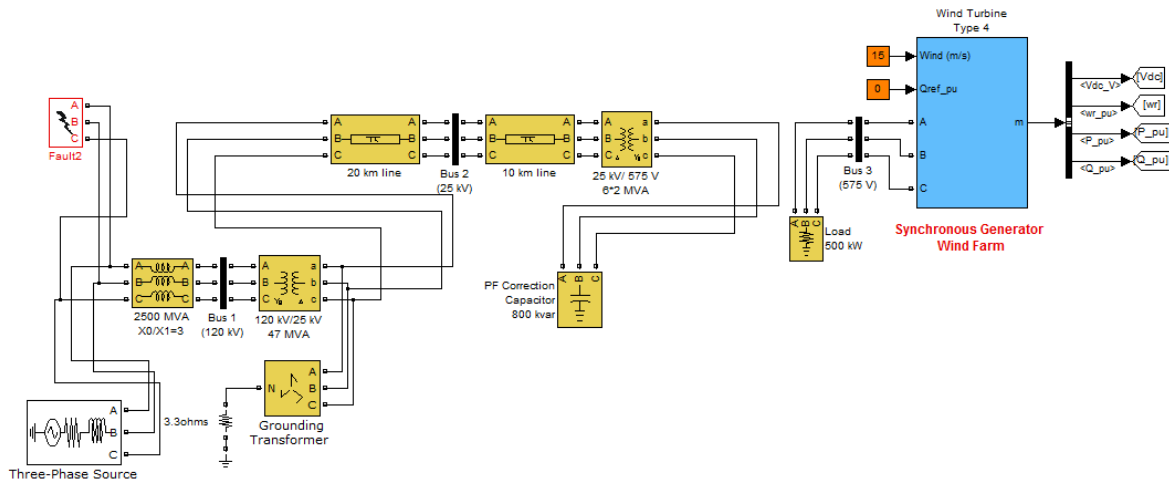 Wind Turbine
Type 4
15
Wind (m/s)
0
Qref_pu
A
B
C
m
<Vdc_V>
[Vdc]
<wr_pu>
[wr]
<P_pu>
[P_pu]
<Q_pu>
[Q_pu]
Synchronous Generator
Wind Farm
Bus 3
(575 V)
A B C
Load
500 kW
A
B
C
Fault2
A A
B B
C C
20 km line
Bus 2
(25 kV)
A A
B B
C C
10 km line
A a
B b
C c
Yg
25 kV/ 575 V
6*2 MVA
A B C
PF Correction
Capacitor
800 kvar
A A
B B
C C
2500 MVA
X0/X1=3
Bus 1
(120 kV)
A a
B b
C c
Yg
120 kV/25 kV
47 MVA
N
A
B
C
3.3ohms
Grounding
Transformer
A
B
C
Three-Phase Source